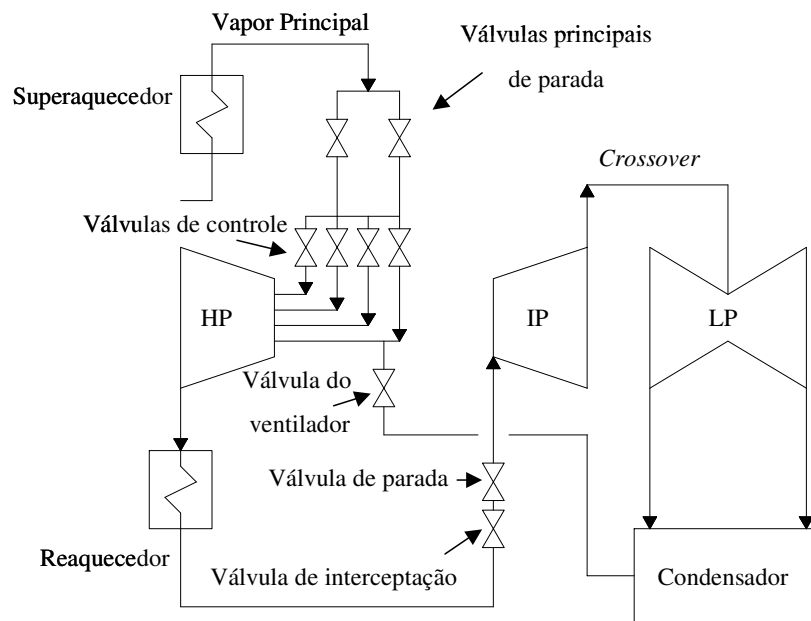 Vapor Principal
Válvulas principais
de parada
Superaquecedor
Crossover
Válvulas de controle
HP
IP
LP
Válvula do
ventilador
Válvula de parada
Reaquecedor
Válvula de interceptação
Condensador